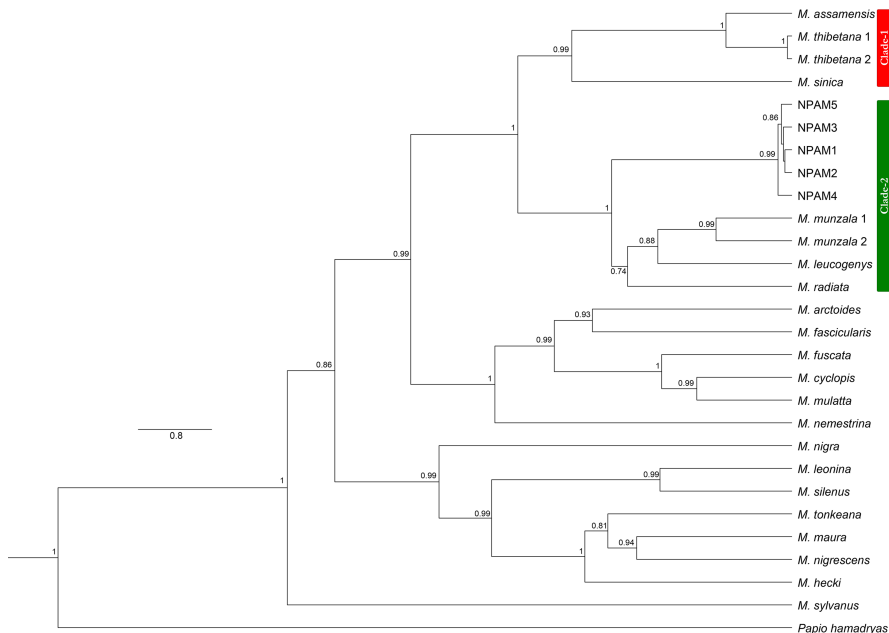 M. assamensis
1
M. thibetana 1
1
M. thibetana 2
0.99
M. sinica
Clade-1
NPAM5
0.86
NPAM3
1
NPAM1
0.99
NPAM2
NPAM4
Clade-2
1
M. munzala 1
0.99
M. munzala 2
0.88
M. leucogenys
0.74
M. radiata
0.99
M. arctoides
0.93
M. fascicularis
0.99
M. fuscata
1
M. cyclopis
0.99
1
M. mulatta
0.86
M. nemestrina
0.8
M. nigra
M. leonina
0.99
0.99
M. silenus
1
0.99
M. tonkeana
0.81
M. maura
0.94
1
M. nigrescens
1
M. hecki
M. sylvanus
Papio hamadryas